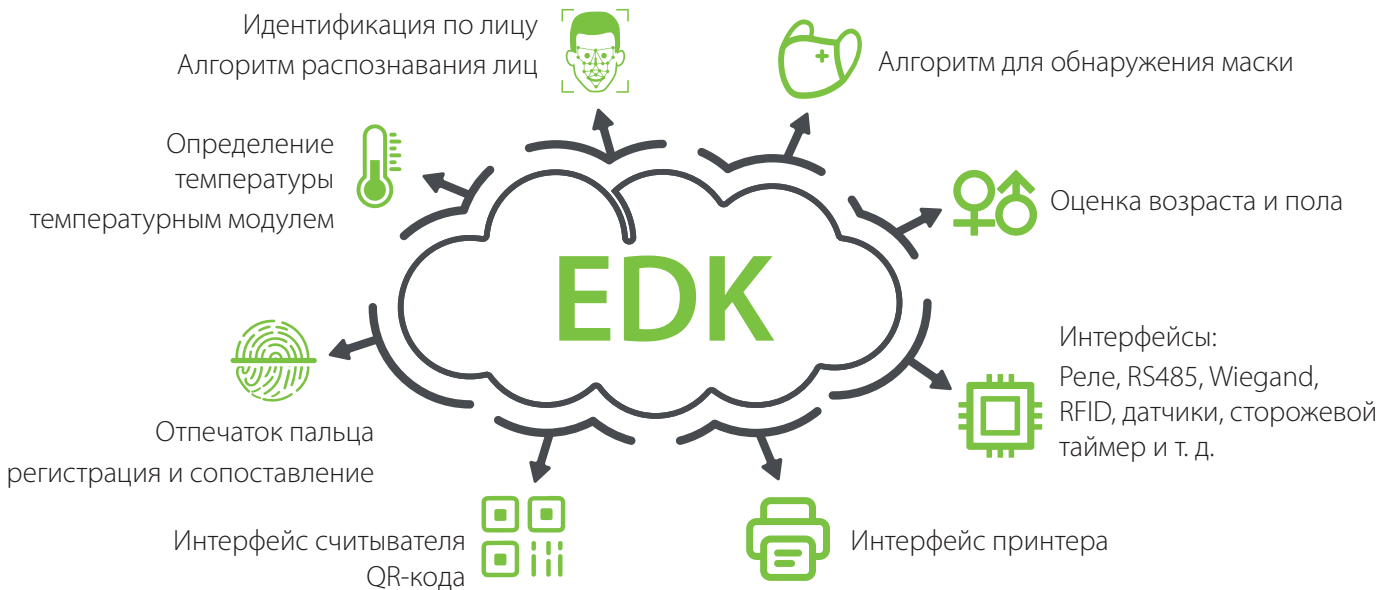 Идентификация по лицу
Алгоритм распознавания лиц
Алгоритм для обнаружения маски
Определение
температуры
температурным модулем
Оценка возраста и пола
EDK
Интерфейсы:
Реле, RS485, Wiegand,
RFID, датчики, сторожевой
таймер и т. д.
Отпечаток пальца
регистрация и сопоставление
Интерфейс считывателя
QR-кода
Интерфейс принтера